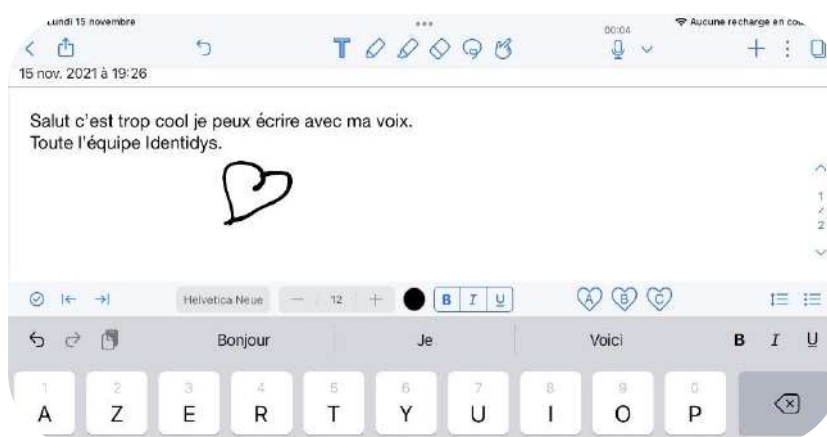 Lundi 15 novembre
00:04
Aucune recharge en cou
15 nov. 2021 à 19:26
Salut c'est trop cool je peux écrire avec ma voix.
Toute l'équipe Identidys.
1
/
2
Helvetica Neue — 12 + B I U A B C
Bonjour Je Voici B I U
1 2 3 4 5 6 7 8 9 0
A Z E R T Y U I O P